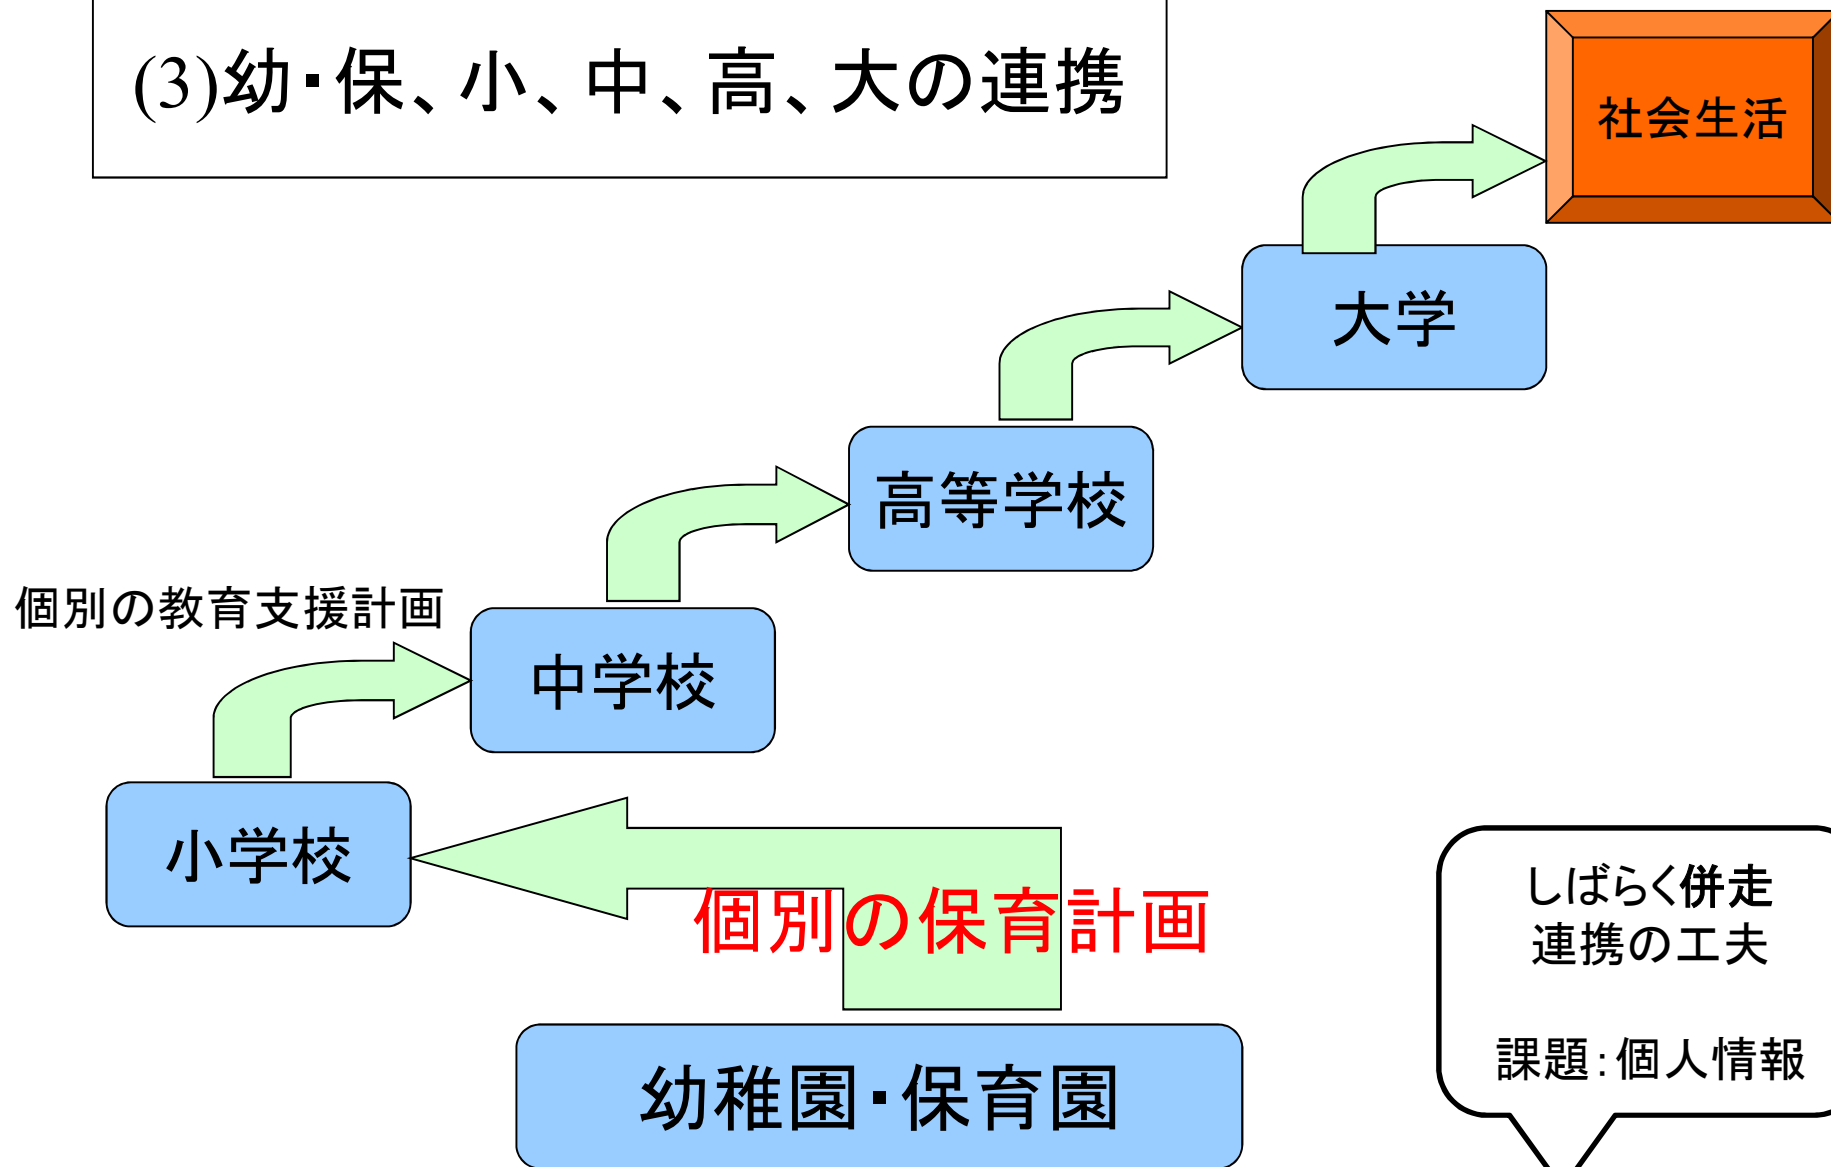 (3)幼・保、小、中、高、大の連携
社会生活
大学
高等学校
個別の教育支援計画
中学校
小学校
個別の保育計画
しばらく併走
連携の工夫
課題：個人情報
幼稚園・保育園